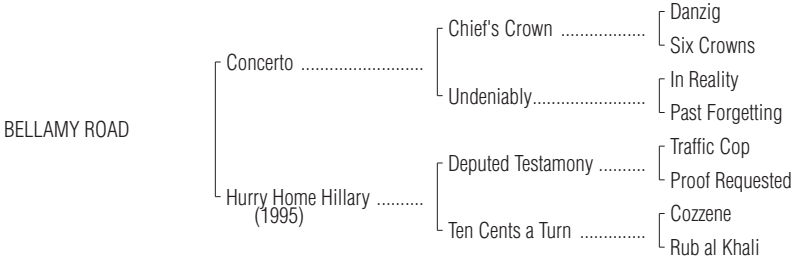 Danzig
Chief's Crown ...................
Six Crowns
Concerto ..........................
In Reality
Undeniably........................
Past Forgetting
BELLAMY ROAD
Traffic Cop
Deputed Testamony ..........
Proof Requested
Hurry Home Hillary ..........
(1995)
Cozzene
Ten Cents a Turn ..............
Rub al Khali